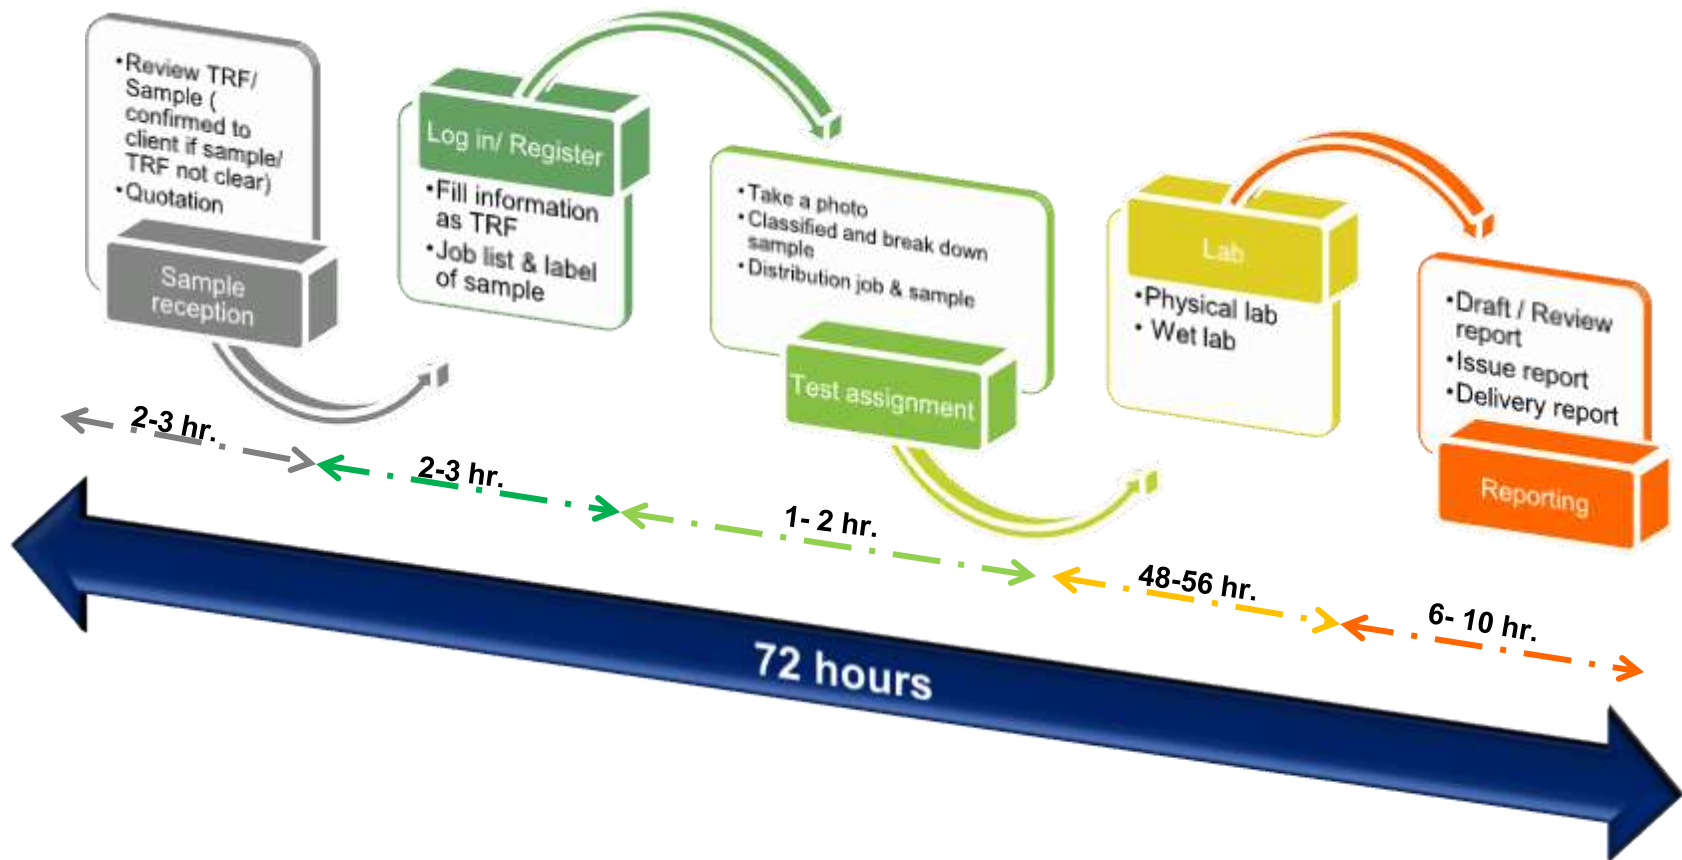 •Review TRF/
Sample (
confirmed to
client if sample/
TRF not clear)
•Quotation
Sample
reception
Log in/ Register
•Fill information
as TRF
•Job list & label
of sample
•Take a photo
•Classified and break down
sample
•Distribution job & sample
Test assignment
Lab
•Physical lab
• Wet lab
•Draft / Review
report
•Issue report
•Delivery report
Reporting
2-3 hr.
2-3 hr.
1- 2 hr.
48-56 hr.
6- 10 hr.
72 hours